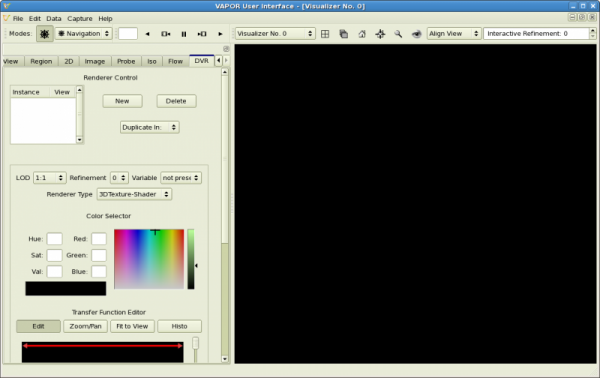 VAPOR User Interface - [Visualizer No. 0]
File Edit Data Capture Help
Modes: Navigation Visualizer No. 0 Align View Interactive Refinement: 0
View Region 2D Image Probe Iso Flow DVR
Renderer Control
Instance View
New Delete
Duplicate In:
LOD 1:1 Refinement 0 Variable not prese
Renderer Type 3DTexture-Shader
Color Selector
Hue: Red:
Sat: Green:
Val: Blue:
Transfer Function Editor
Edit Zoom/Pan Fit to View Histo